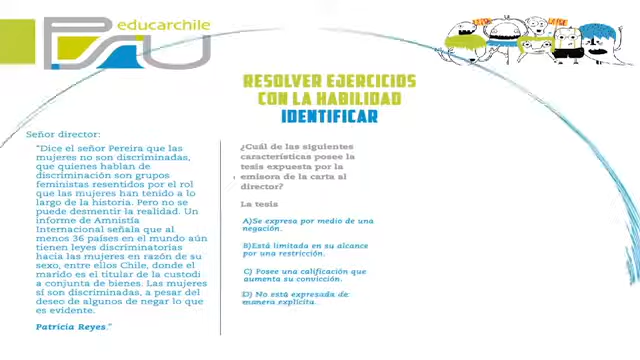 educarchile
PSU
RESOLVER EJERCICIOS
CON LA HABILIDAD
IDENTIFICAR
Señor director:
"Dice el señor Pereira que las
mujeres no son discriminadas,
que quienes hablan de
discriminación son grupos
feministas resentidos por el rol
que las mujeres han tenido a lo
largo de la historia. Pero no se
puede desmentir la realidad. Un
informe de Amnistía
Internacional señala que al
menos 36 países en el mundo aún
tienen leyes discriminatorias
hacia las mujeres en razón de su
sexo, entre ellos Chile, donde el
marido es el titular de la custodi
a conjunta de bienes. Las mujeres
sí son discriminadas, a pesar del
deseo de algunos de negar lo que
es evidente.
Patricia Reyes."
¿Cuál de las siguientes
características posee la
tesis expuesta por la
emisora de la carta al
director?
La tesis
A)Se expresa por medio de una
negación.
B)Está limitada en su alcance
por una restricción.
C) Posee una calificación que
aumenta su convicción.
D) No está expresada de
manera explícita.